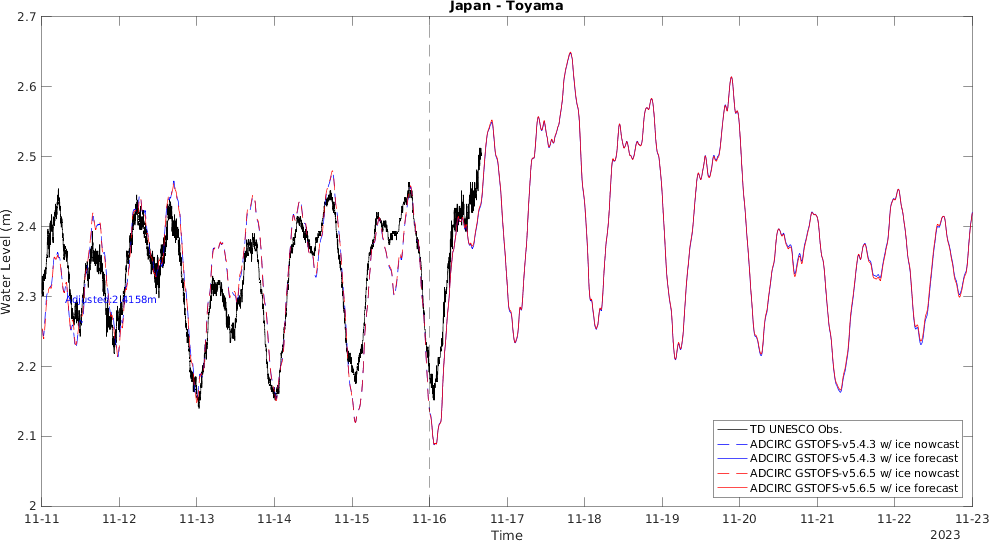 Japan - Toyama
2.7
2.6
2.5
2.4
2.3
2.2
2.1
2
Water Level (m)
Adjusted:2.4158m
TD UNESCO Obs.
ADCIRC GSTOFS-v5.4.3 w/ ice nowcast
ADCIRC GSTOFS-v5.4.3 w/ ice forecast
ADCIRC GSTOFS-v5.6.5 w/ ice nowcast
ADCIRC GSTOFS-v5.6.5 w/ ice forecast
11-11 11-12 11-13 11-14 11-15 11-16 11-17 11-18 11-19 11-20 11-21 11-22 11-23
Time
2023